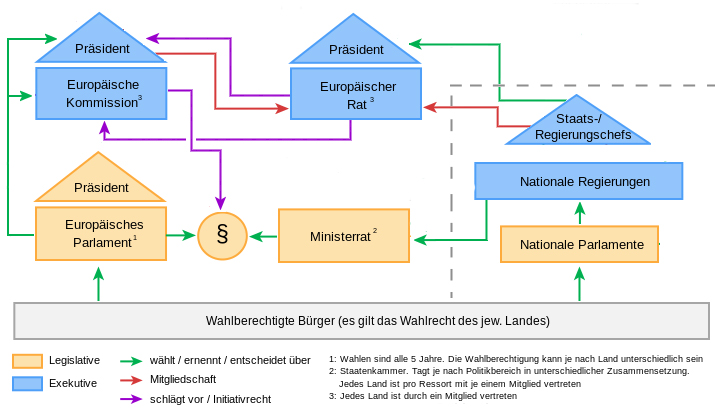 Präsident
Präsident
Europäische
Kommission³
Europäischer
Rat ³
Staats-/
Regierungschefs
Präsident
Nationale Regierungen
Europäisches
Parlament¹
§
Ministerrat ²
Nationale Parlamente
Wahlberechtigte Bürger (es gilt das Wahlrecht des jew. Landes)
Legislative
Exekutive
wählt / ernennt / entscheidet über
Mitgliedschaft
schlägt vor / Initiativrecht
1: Wahlen sind alle 5 Jahre. Die Wahlberechtigung kann je nach Land unterschiedlich sein
2: Staatenkammer. Tagt je nach Politikbereich in unterschiedlicher Zusammensetzung.
Jedes Land ist pro Ressort mit je einem Mitglied vertreten
3: Jedes Land ist durch ein Mitglied vertreten